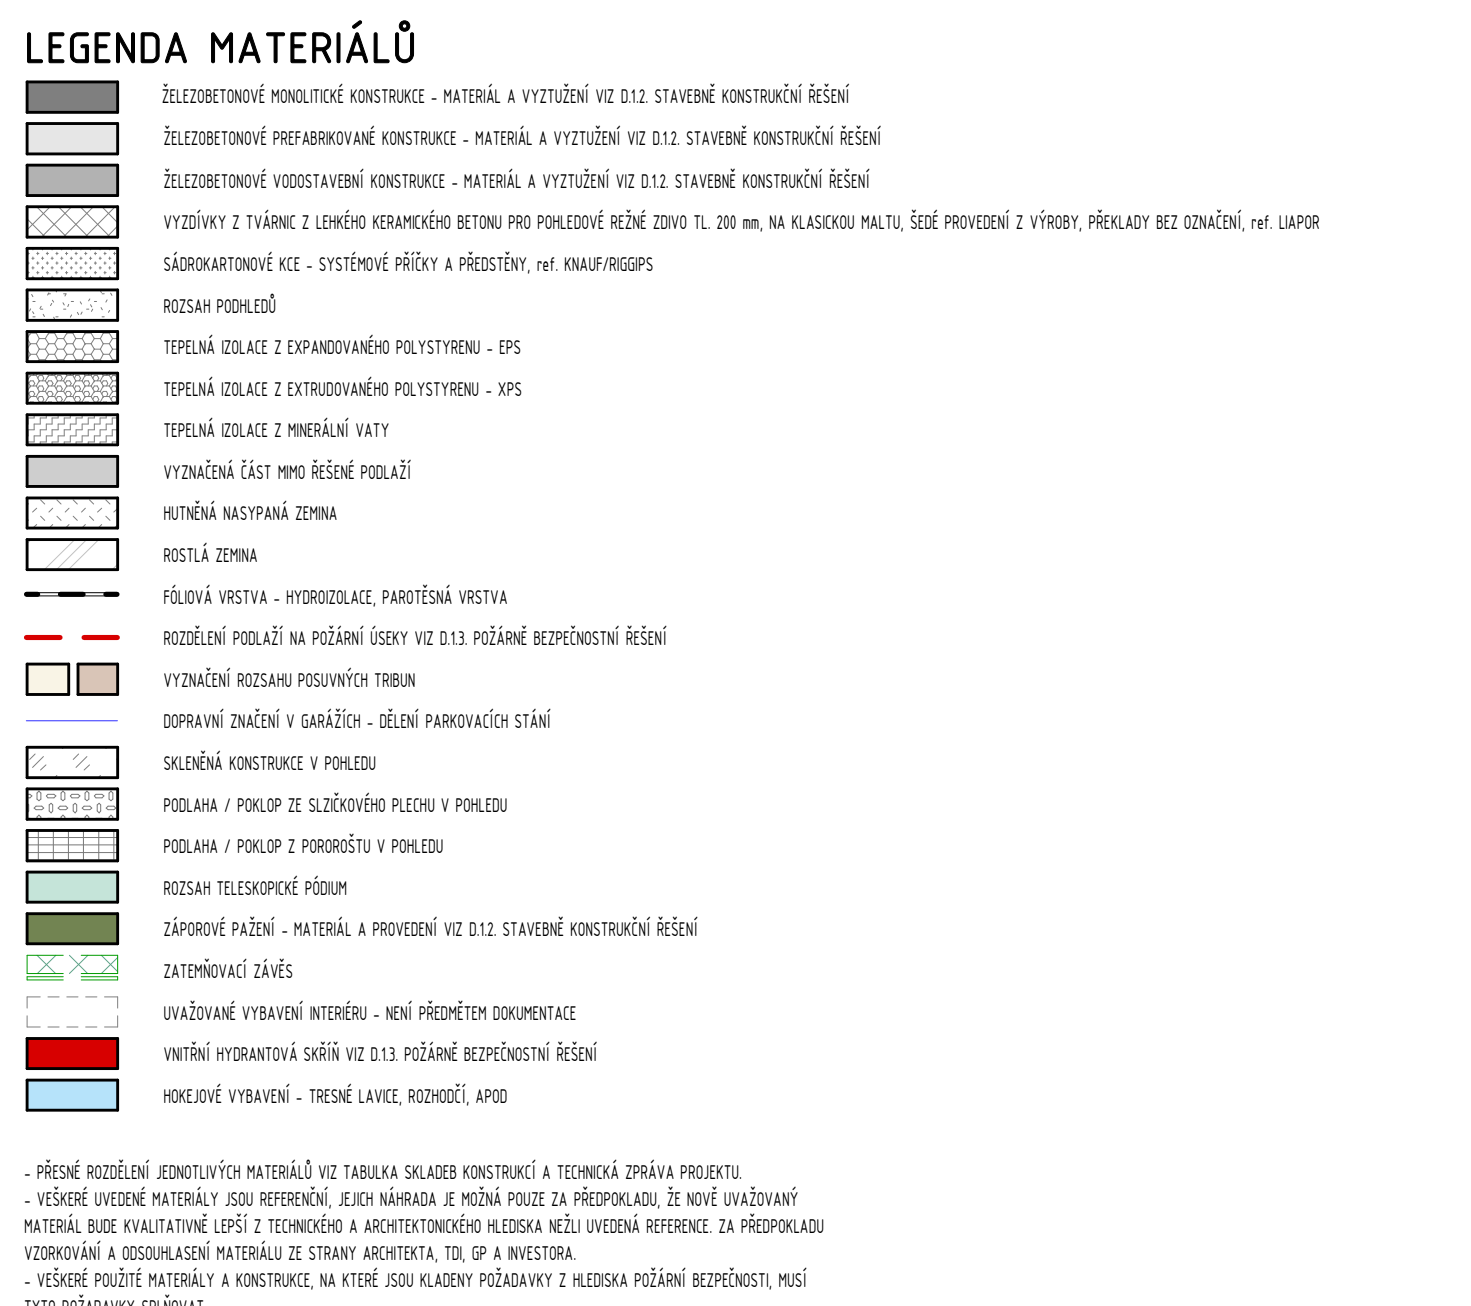 LEGENDA MATERIÁLŮ
ŽELEZOBETONOVÉ MONOLITICKÉ KONSTRUKCE - MATERIÁL A VYZTUŽENÍ VIZ D.1.2. STAVEBNĚ KONSTRUKČNÍ ŘEŠENÍ
ŽELEZOBETONOVÉ PREFABRIKOVANÉ KONSTRUKCE - MATERIÁL A VYZTUŽENÍ VIZ D.1.2. STAVEBNĚ KONSTRUKČNÍ ŘEŠENÍ
ŽELEZOBETONOVÉ VODOSTAVEBNÍ KONSTRUKCE - MATERIÁL A VYZTUŽENÍ VIZ D.1.2. STAVEBNĚ KONSTRUKČNÍ ŘEŠENÍ
VYZDÍVKY Z TVÁRNIC Z LEHKÉHO KERAMICKÉHO BETONU PRO POHLEDOVÉ REŽNÉ ZDIVO TL. 200 mm, NA KLASICKOU MALTU, ŠEDÉ PROVEDENÍ Z VÝROBY, PŘEKLADY BEZ OZNAČENÍ, ref. LIAPOR
SÁDROKARTONOVÉ KCE - SYSTÉMOVÉ PŘÍČKY A PŘEDSTĚNY, ref. KNAUF/RIGGIPS
ROZSAH PODHLEDŮ
TEPELNÁ IZOLACE Z EXPANDOVANÉHO POLYSTYRENU - EPS
TEPELNÁ IZOLACE Z EXTRUDOVANÉHO POLYSTYRENU - XPS
TEPELNÁ IZOLACE Z MINERÁLNÍ VATY
VYZNAČENÁ ČÁST MIMO ŘEŠENÉ PODLAŽÍ
HUTNĚNÁ NASYPANÁ ZEMINA
ROSTLÁ ZEMINA
FÓLIOVÁ VRSTVA - HYDROIZOLACE, PAROTĚSNÁ VRSTVA
ROZDĚLENÍ PODLAŽÍ NA POŽÁRNÍ ÚSEKY VIZ D.1.3. POŽÁRNĚ BEZPEČNOSTNÍ ŘEŠENÍ
VYZNAČENÍ ROZSAHU POSUVNÝCH TRIBUN
DOPRAVNÍ ZNAČENÍ V GARÁŽÍCH - DĚLENÍ PARKOVACÍCH STÁNÍ
SKLENĚNÁ KONSTRUKCE V POHLEDU
PODLAHA / POKLOP ZE SLZIČKOVÉHO PLECHU V POHLEDU
PODLAHA / POKLOP Z POROROŠTU V POHLEDU
ROZSAH TELESKOPICKÉ PÓDIUM
ZÁPOROVÉ PAŽENÍ - MATERIÁL A PROVEDENÍ VIZ D.1.2. STAVEBNĚ KONSTRUKČNÍ ŘEŠENÍ
ZATEMŇOVACÍ ZÁVĚS
UVAŽOVANÉ VYBAVENÍ INTERIÉRU - NENÍ PŘEDMĚTEM DOKUMENTACE
VNITŘNÍ HYDRANTOVÁ SKŘÍŇ VIZ D.1.3. POŽÁRNĚ BEZPEČNOSTNÍ ŘEŠENÍ
HOKEJOVÉ VYBAVENÍ - TRESNÉ LAVICE, ROZHODČÍ, APOD
- PŘESNÉ ROZDĚLENÍ JEDNOTLIVÝCH MATERIÁLŮ VIZ TABULKA SKLADEB KONSTRUKCÍ A TECHNICKÁ ZPRÁVA PROJEKTU.
- VEŠKERÉ UVEDENÉ MATERIÁLY JSOU REFERENČNÍ, JEJICH NÁHRADA JE MOŽNÁ POUZE ZA PŘEDPOKLADU, ŽE NOVĚ UVAŽOVANÝ
MATERIÁL BUDE KVALITATIVNĚ LEPŠÍ Z TECHNICKÉHO A ARCHITEKTONICKÉHO HLEDISKA NEŽLI UVEDENÁ REFERENCE. ZA PŘEDPOKLADU
VZORKOVÁNÍ A ODSOUHLASENÍ MATERIÁLU ZE STRANY ARCHITEKTA, TDI, GP A INVESTORA.
- VEŠKERÉ POUŽITÉ MATERIÁLY A KONSTRUKCE, NA KTERÉ JSOU KLADENY POŽADAVKY Z HLEDISKA POŽÁRNÍ BEZPEČNOSTI, MUSÍ
TYTO POŽADAVKY SPLŇOVAT